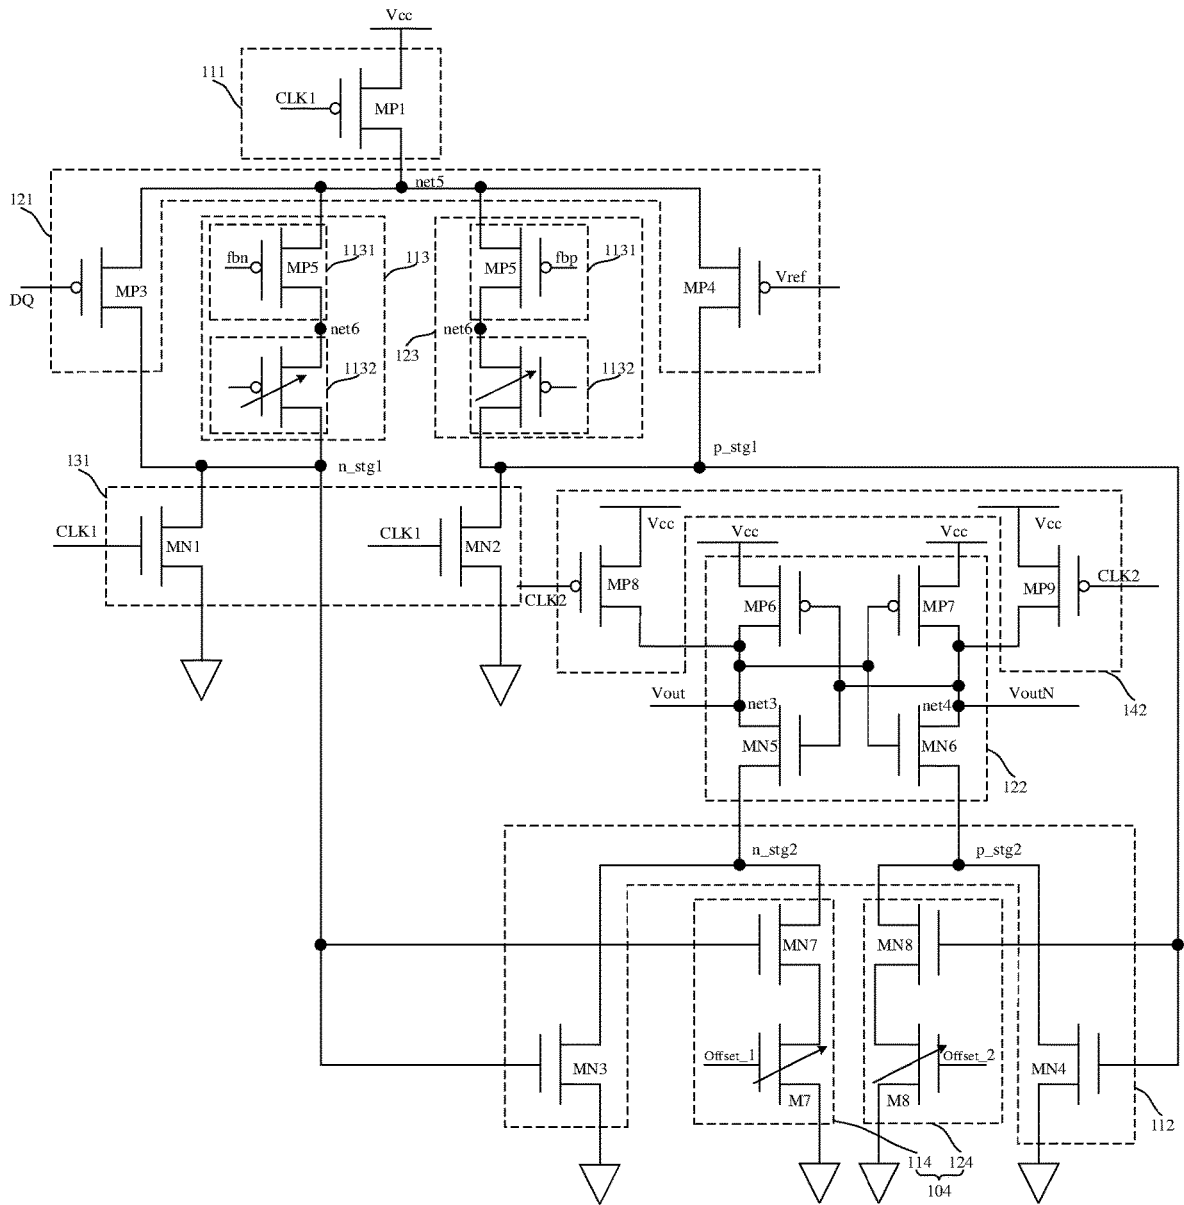 Vcc
111
CLK1
MP1
net5
121
fbn
MP5
1131
113
MP5
fbp
1131
DQ
MP3
MP4
Vref
net6
net6
123
1132
1132
131
n_stg1
p_stg1
CLK1
MN1
CLK1
MN2
Vcc
Vcc
Vcc
Vcc
CLK2
MP8
MP6
MP7
MP9
CLK2
Vout
net3
net4
VoutN
142
MN5
MN6
122
n_stg2
p_stg2
MN7
MN8
Offset_1
Offset_2
MN3
M7
M8
MN4
112
114
124
104